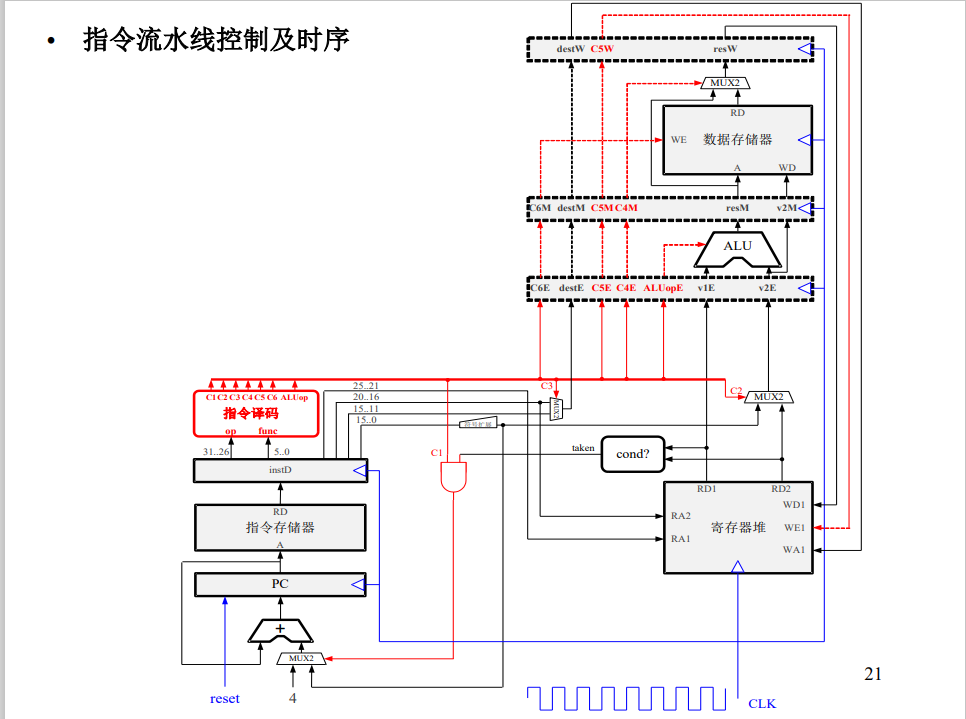 • 指令流水线控制及时序
destW C5W resW
MUX2
RD
WE 数据存储器
A WD
C6M destM C5M C4M resM v2M
ALU
C6E destE C5E C4E ALUopE v1E v2E
C1 C2 C3 C4 C5 C6 ALUop
指令译码
op func
31..26 5..0
25..21
20..16
15..11
15..0
C3
MUX2
符号扩展
C2
MUX2
C1
taken
cond?
instD
RD
指令存储器
A
PC
+
MUX2
reset
4
RD1 RD2
WD1
RA2 寄存器堆 WE1
RA1
WA1
CLK
21